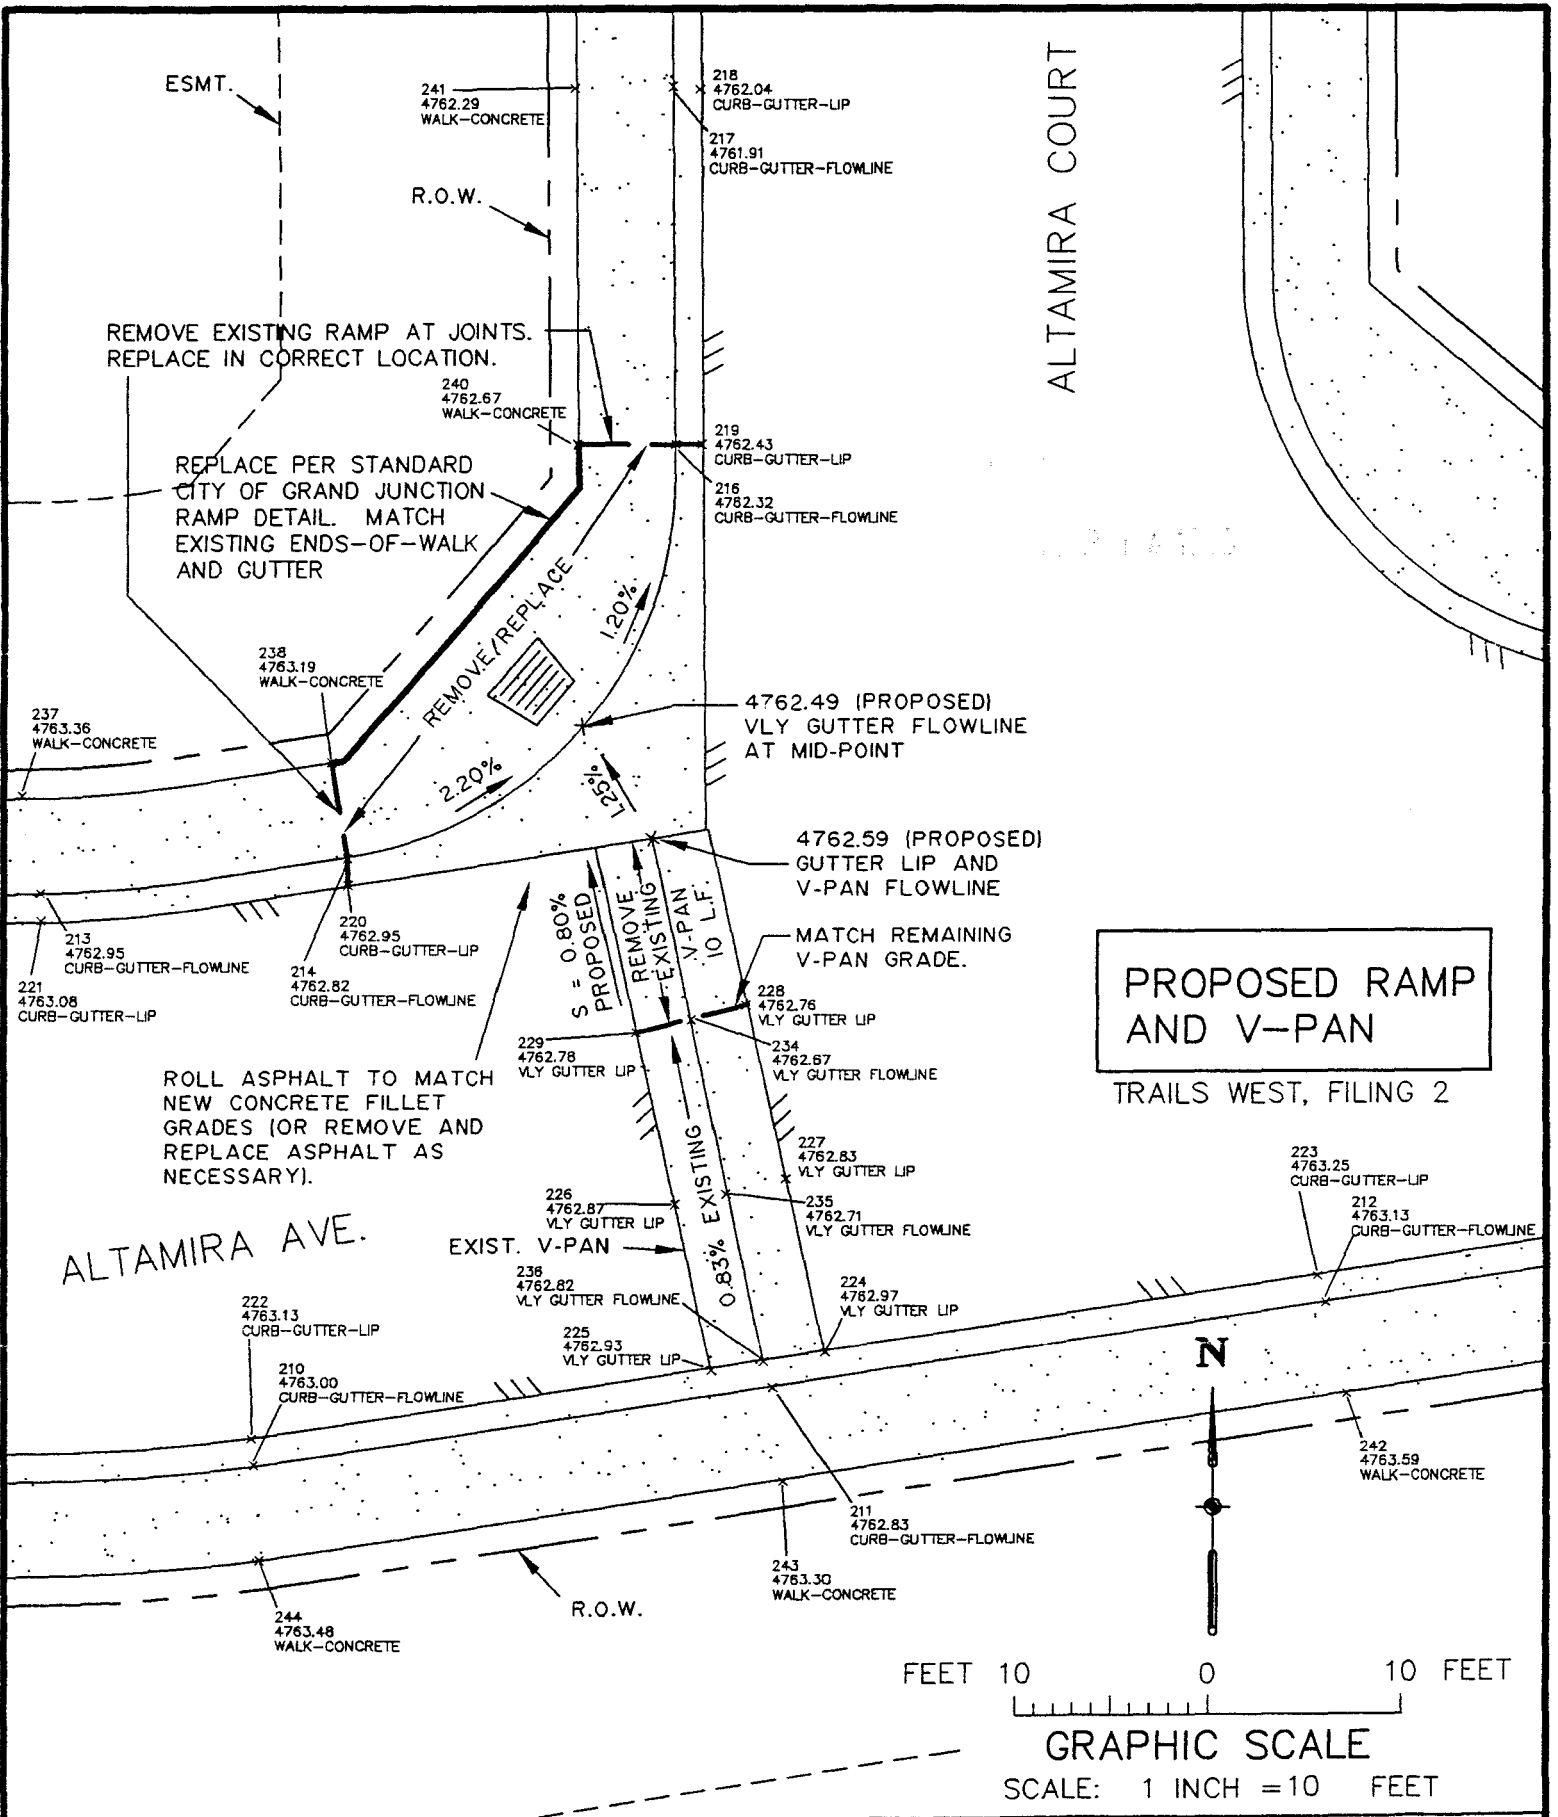 ESMT.
241
4762.29
WALK-CONCRETE
218
4762.04
CURB-GUTTER-LIP
217
4761.91
CURB-GUTTER-FLOWLINE
ALTAMIRA COURT
R.O.W.
REMOVE EXISTING RAMP AT JOINTS.
REPLACE IN CORRECT LOCATION.
240
4762.67
WALK-CONCRETE
219
4762.43
CURB-GUTTER-LIP
216
4762.32
CURB-GUTTER-FLOWLINE
REPLACE PER STANDARD
CITY OF GRAND JUNCTION
RAMP DETAIL. MATCH
EXISTING ENDS-OF-WALK
AND GUTTER
REMOVE/REPLACE
1.20%
238
4763.19
WALK-CONCRETE
237
4763.36
WALK-CONCRETE
4762.49 (PROPOSED)
VLY GUTTER FLOWLINE
AT MID-POINT
2.20%
1.25%
4762.59 (PROPOSED)
GUTTER LIP AND
V-PAN FLOWLINE
213
4762.95
CURB-GUTTER-FLOWLINE
221
4763.08
CURB-GUTTER-LIP
220
4762.95
CURB-GUTTER-LIP
214
4762.82
CURB-GUTTER-FLOWLINE
S = 0.80%
PROPOSED
REMOVE
EXISTING
V-PAN
10 L.F.
MATCH REMAINING
V-PAN GRADE.
228
4762.76
VLY GUTTER LIP
229
4762.78
VLY GUTTER LIP
234
4762.67
VLY GUTTER FLOWLINE
PROPOSED RAMP
AND V-PAN
TRAILS WEST, FILING 2
ROLL ASPHALT TO MATCH
NEW CONCRETE FILLET
GRADES (OR REMOVE AND
REPLACE ASPHALT AS
NECESSARY).
227
4762.83
VLY GUTTER LIP
226
4762.87
VLY GUTTER LIP
235
4762.71
VLY GUTTER FLOWLINE
0.83% EXISTING
223
4763.25
CURB-GUTTER-LIP
212
4763.13
CURB-GUTTER-FLOWLINE
ALTAMIRA AVE.
EXIST. V-PAN
236
4762.82
VLY GUTTER FLOWLINE
224
4762.97
VLY GUTTER LIP
222
4763.13
CURB-GUTTER-LIP
225
4762.93
VLY GUTTER LIP
210
4763.00
CURB-GUTTER-FLOWLINE
N
242
4763.59
WALK-CONCRETE
211
4762.83
CURB-GUTTER-FLOWLINE
243
4763.30
WALK-CONCRETE
R.O.W.
244
4763.48
WALK-CONCRETE
FEET 10 0 10 FEET
GRAPHIC SCALE
SCALE: 1 INCH =10 FEET